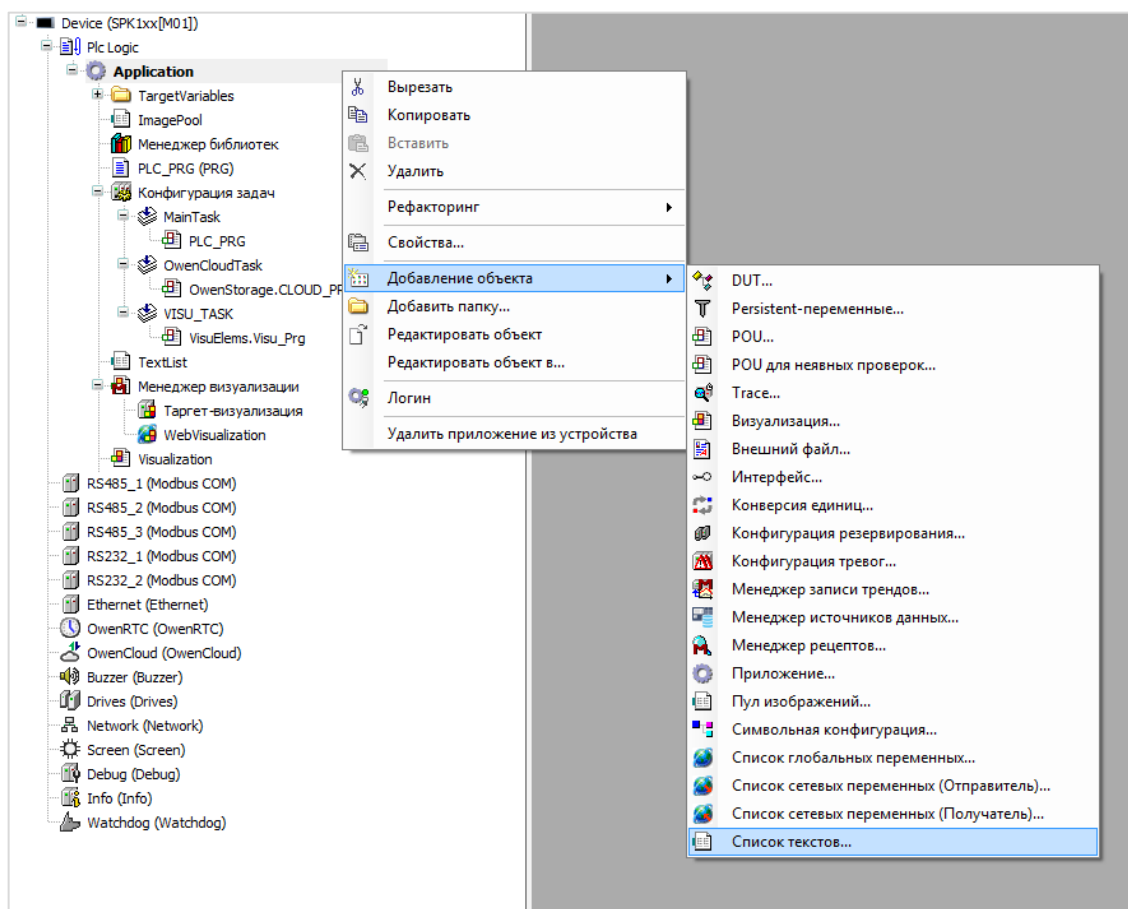 Device (SPK1xx[M01])
Plc Logic
Application
TargetVariables
ImagePool
Менеджер библиотек
PLC_PRG (PRG)
Конфигурация задач
MainTask
PLC_PRG
OwenCloudTask
OwenStorage.CLOUD_PR
VISU_TASK
VisuElems.Visu_Prg
TextList
Менеджер визуализации
Таргет-визуализация
WebVisualization
Visualization
RS485_1 (Modbus COM)
RS485_2 (Modbus COM)
RS485_3 (Modbus COM)
RS232_1 (Modbus COM)
RS232_2 (Modbus COM)
Ethernet (Ethernet)
OwenRTC (OwenRTC)
OwenCloud (OwenCloud)
Buzzer (Buzzer)
Drives (Drives)
Network (Network)
Screen (Screen)
Debug (Debug)
Info (Info)
Watchdog (Watchdog)
Вырезать
Копировать
Вставить
Удалить
Рефакторинг
Свойства...
Добавление объекта
Добавить папку...
Редактировать объект
Редактировать объект в...
Логин
Удалить приложение из устройства
DUT...
Persistent-переменные...
POU...
POU для неявных проверок...
Trace...
Визуализация...
Внешний файл...
Интерфейс...
Конверсия единиц...
Конфигурация резервирования...
Конфигурация тревог...
Менеджер записи трендов...
Менеджер источников данных...
Менеджер рецептов...
Приложение...
Пул изображений...
Символьная конфигурация...
Список глобальных переменных...
Список сетевых переменных (Отправитель)...
Список сетевых переменных (Получатель)...
Список текстов...